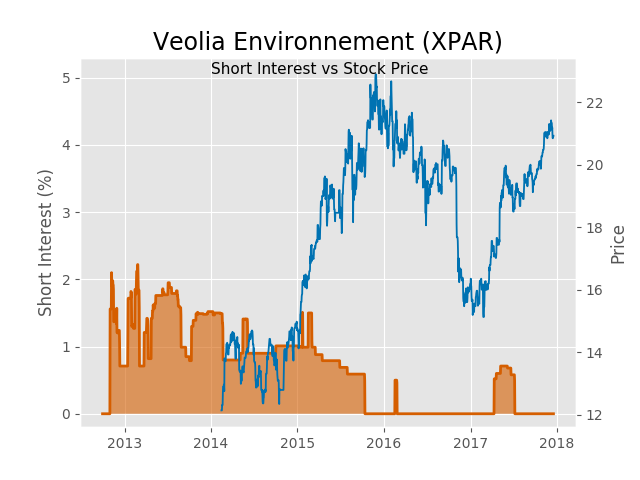 Veolia Environnement (XPAR)
Short Interest vs Stock Price
Short Interest (%)
5
4
3
2
1
0
22
20
18
16
14
12
Price
2013 2014 2015 2016 2017 2018